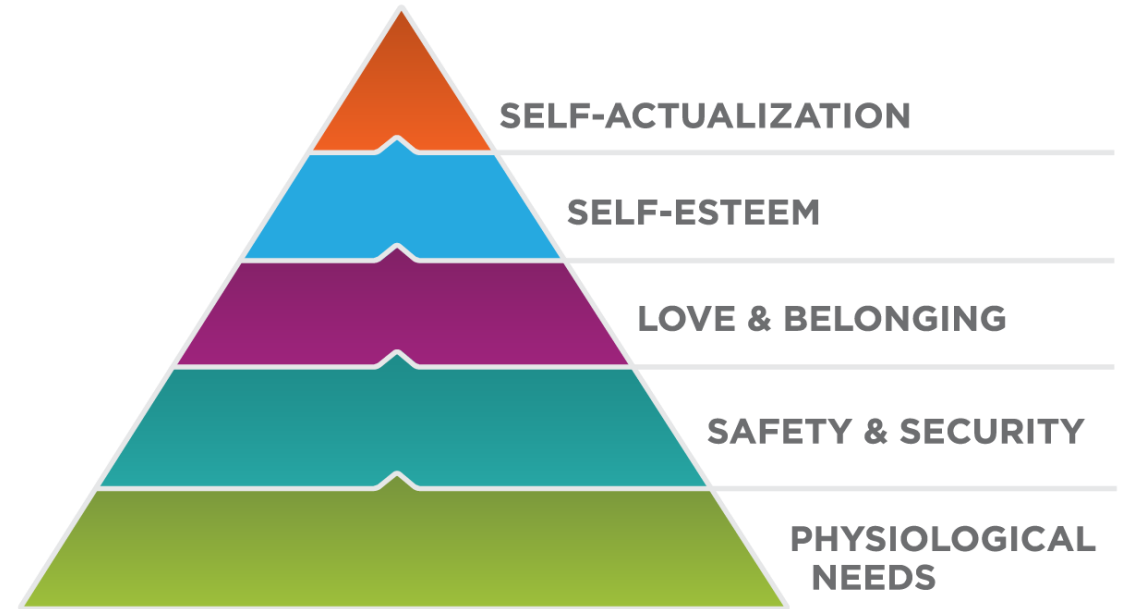 SELF-ACTUALIZATION
SELF-ESTEEM
LOVE & BELONGING
SAFETY & SECURITY
PHYSIOLOGICAL
NEEDS